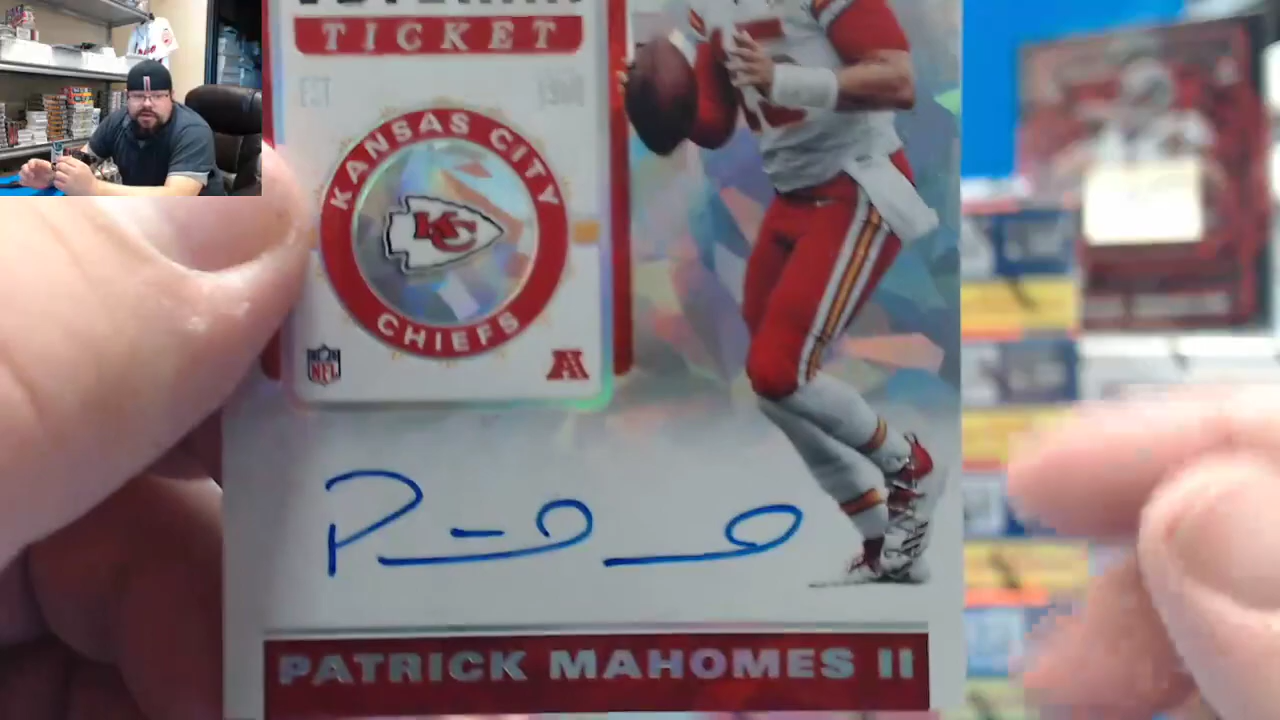 TICKET
KANSAS CITY
KC
CHIEFS
NFL
A
PATRICK MAHOMES II